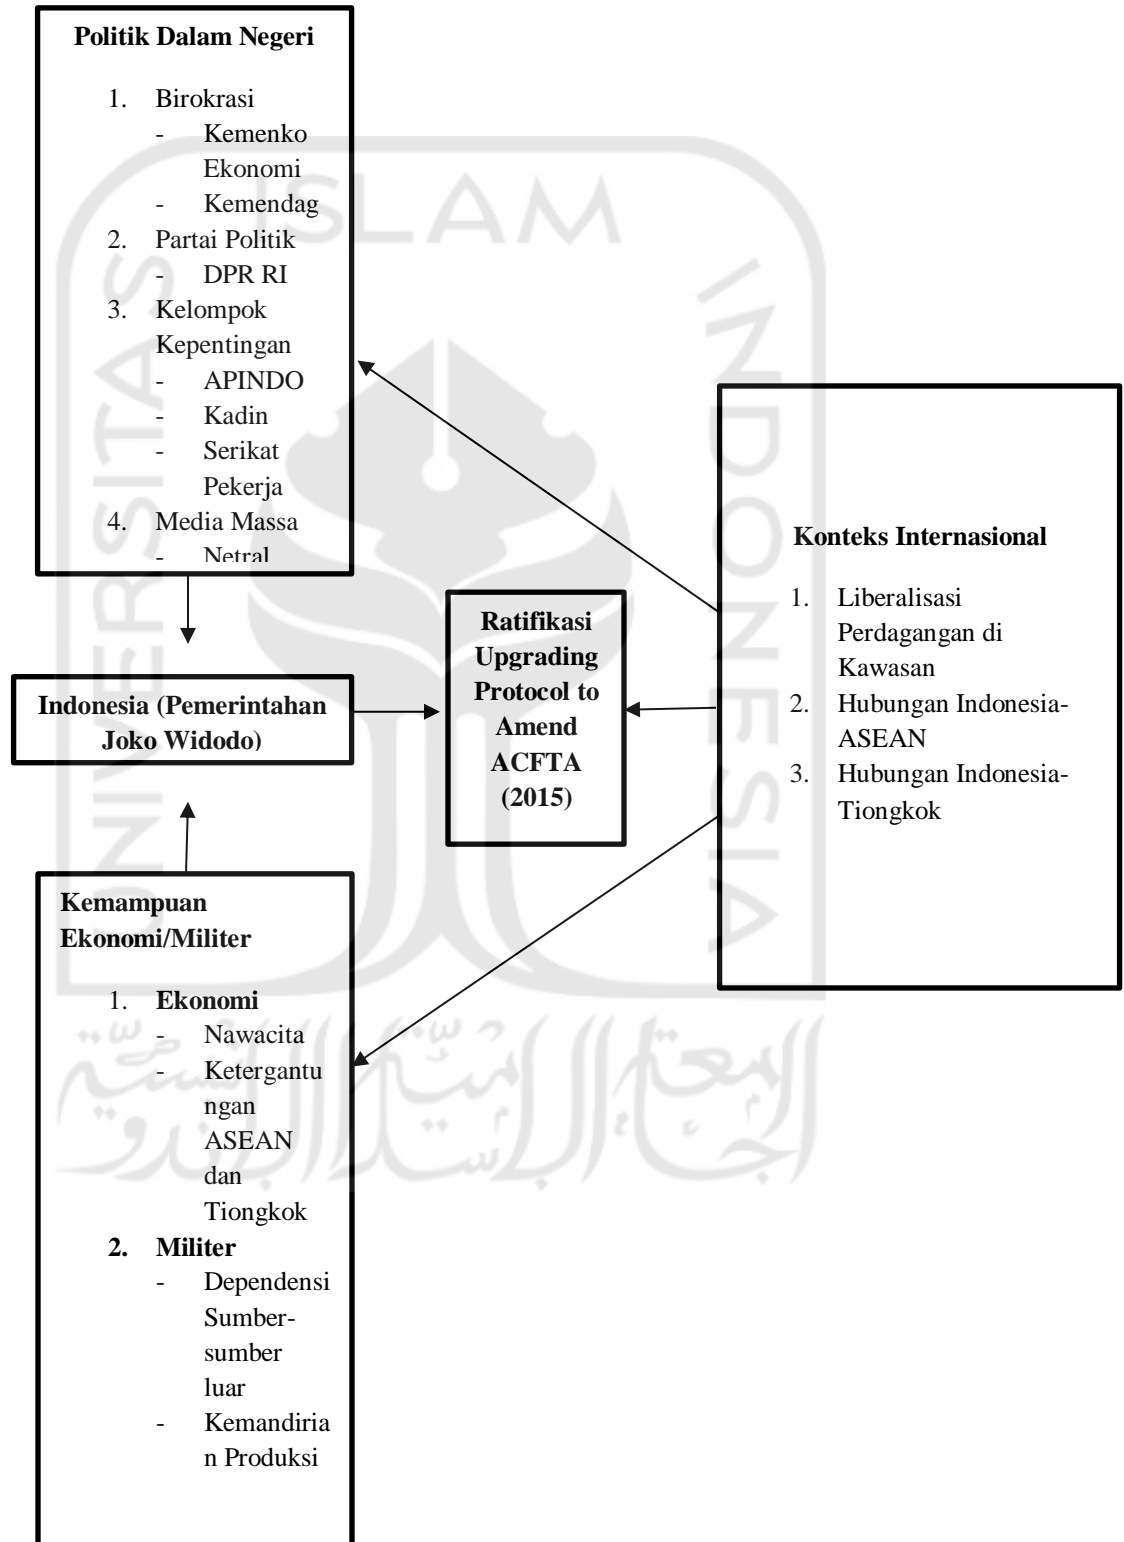 Politik Dalam Negeri
1. Birokrasi
- Kemenko
Ekonomi
- Kemendag
2. Partai Politik
- DPR RI
3. Kelompok
Kepentingan
- APINDO
- Kadin
- Serikat
Pekerja
4. Media Massa
- Netral
Indonesia (Pemerintahan
Joko Widodo)
Kemampuan
Ekonomi/Militer
1. Ekonomi
- Nawacita
- Ketergantu
ngan
ASEAN
dan
Tiongkok
2. Militer
- Dependensi
Sumber-
sumber
luar
- Kemandiria
n Produksi
Ratifikasi
Upgrading
Protocol to
Amend
ACFTA
(2015)
Konteks Internasional
1. Liberalisasi
Perdagangan di
Kawasan
2. Hubungan Indonesia-
ASEAN
3. Hubungan Indonesia-
Tiongkok
UNIVERSITAS
ISLAM
INDONESIA